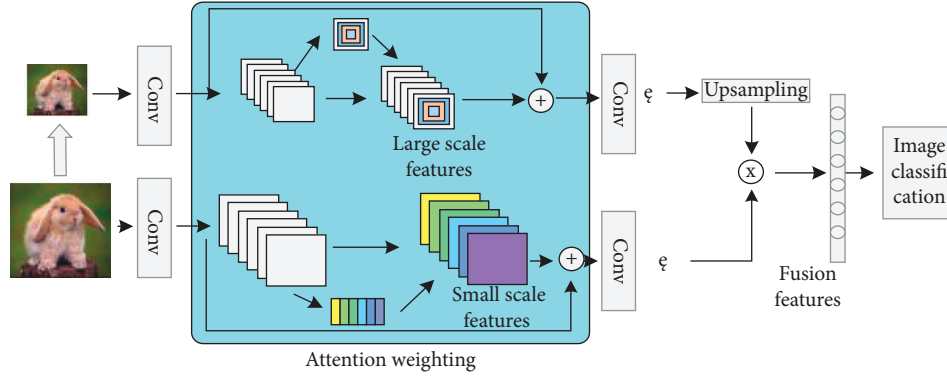 Conv
Large scale
features
+
Conv
ę
Upsampling
x
Image
classifi
cation
Conv
Small scale
features
+
Conv
ę
Fusion
features
Attention weighting